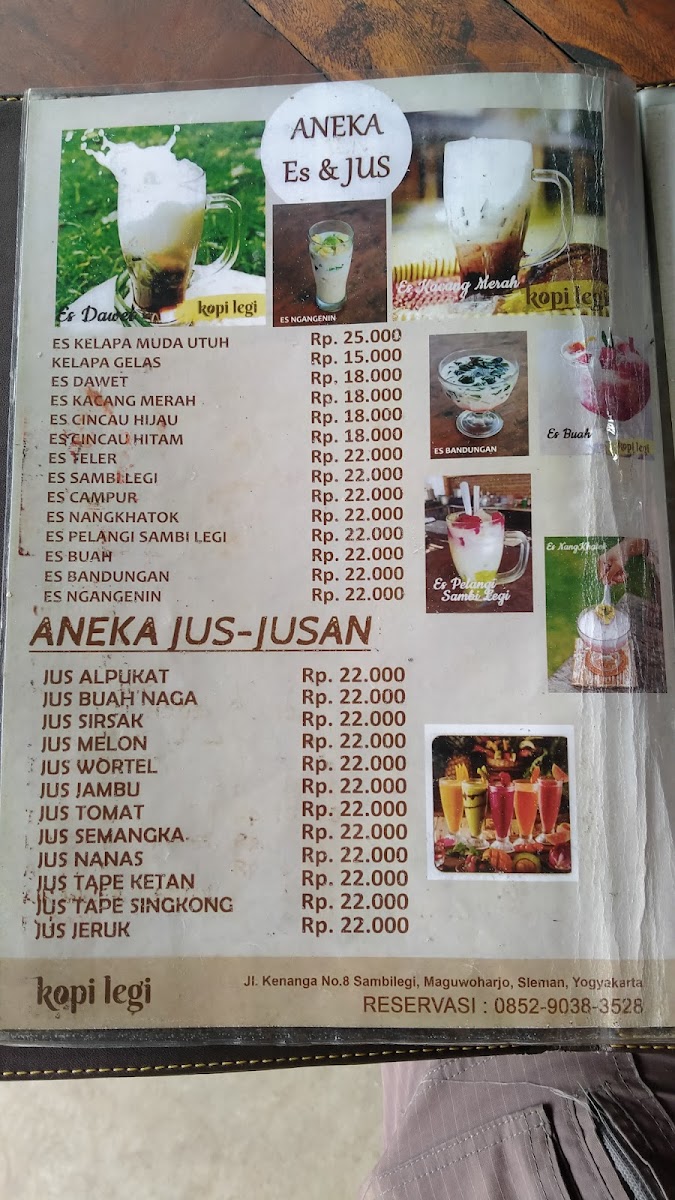 ANEKA
Es & JUS
Es Dawet
kopi legi
ES NGANGENIN
Es Kacang Merah
kopi legi
ES KELAPA MUDA UTUH Rp. 25.000
KELAPA GELAS Rp. 15.000
ES DAWET Rp. 18.000
ES KACANG MERAH Rp. 18.000
ES CINCAU HIJAU Rp. 18.000
ES CINCAU HITAM Rp. 18.000
ES TELER Rp. 22.000
ES SAMBI LEGI Rp. 22.000
ES CAMPUR Rp. 22.000
ES NANGKHATOK Rp. 22.000
ES PELANGI SAMBI LEGI Rp. 22.000
ES BUAH Rp. 22.000
ES BANDUNGAN Rp. 22.000
ES NGANGENIN Rp. 22.000
ES BANDUNGAN
Es Buah
kopi legi
Es Pelangi
Sambi Legi
Es NangKhatok
ANEKA JUS-JUSAN
JUS ALPUKAT Rp. 22.000
JUS BUAH NAGA Rp. 22.000
JUS SIRSAK Rp. 22.000
JUS MELON Rp. 22.000
JUS WORTEL Rp. 22.000
JUS JAMBU Rp. 22.000
JUS TOMAT Rp. 22.000
JUS SEMANGKA Rp. 22.000
JUS NANAS Rp. 22.000
JUS TAPE KETAN Rp. 22.000
JUS TAPE SINGKONG Rp. 22.000
JUS JERUK Rp. 22.000
kopi legi
Jl. Kenanga No.8 Sambilegi, Maguwoharjo, Sleman, Yogyakarta
RESERVASI : 0852-9038-3528